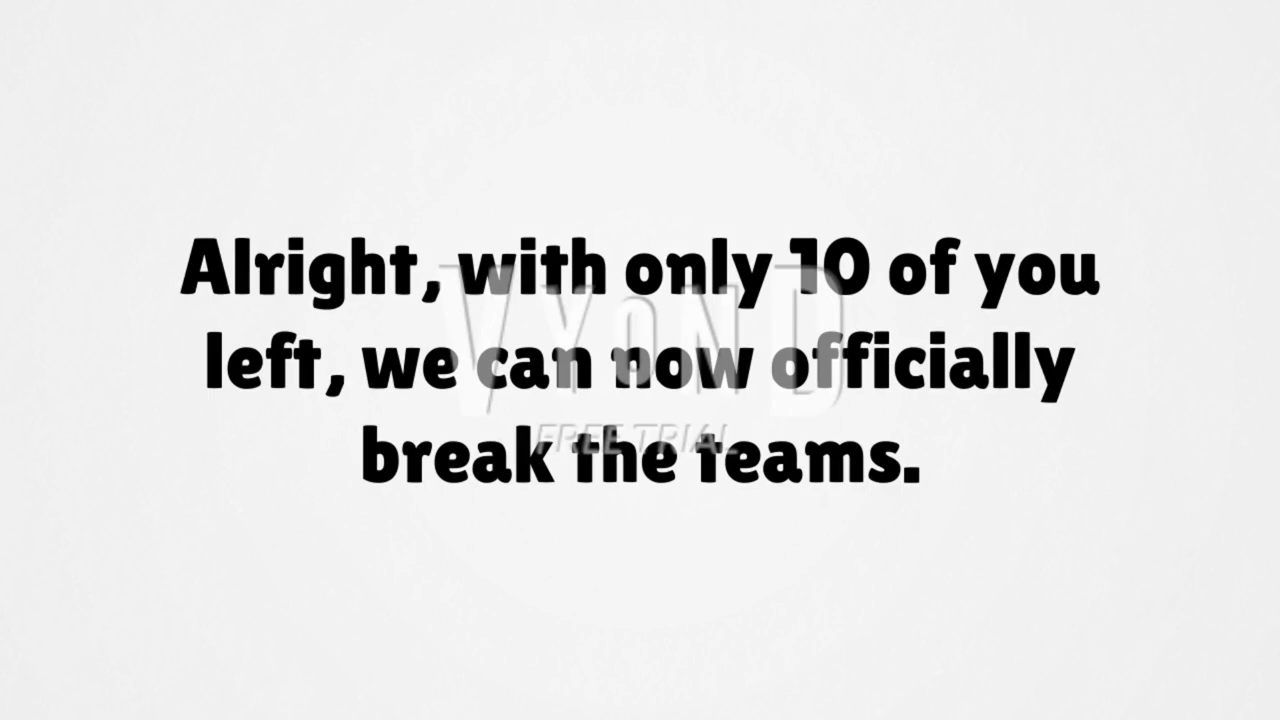 Alright, with only 10 of you
left, we can now officially
break the teams.
VYOND
FREE TRIAL